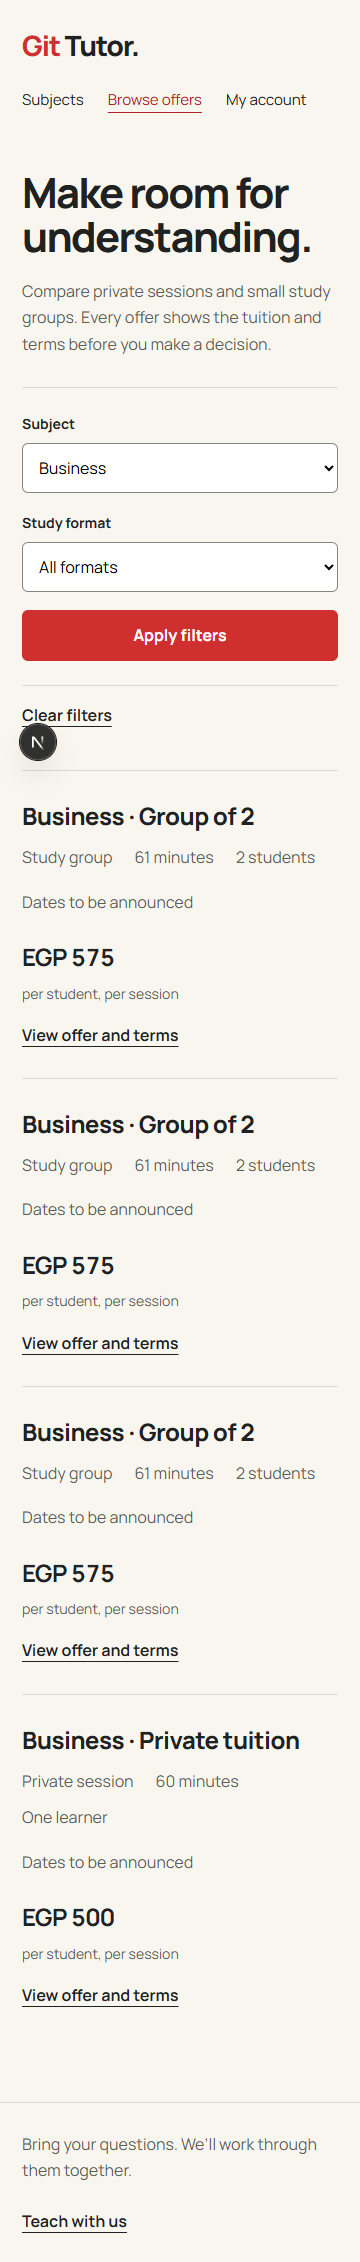 Git Tutor.
Subjects Browse offers My account
Make room for
understanding.
Compare private sessions and small study
groups. Every offer shows the tuition and
terms before you make a decision.
Subject
Business
Study format
All formats
Apply filters
Clear filters
N
Business · Group of 2
Study group 61 minutes 2 students
Dates to be announced
EGP 575
per student, per session
View offer and terms
Business · Group of 2
Study group 61 minutes 2 students
Dates to be announced
EGP 575
per student, per session
View offer and terms
Business · Group of 2
Study group 61 minutes 2 students
Dates to be announced
EGP 575
per student, per session
View offer and terms
Business · Private tuition
Private session 60 minutes
One learner
Dates to be announced
EGP 500
per student, per session
View offer and terms
Bring your questions. We'll work through
them together.
Teach with us